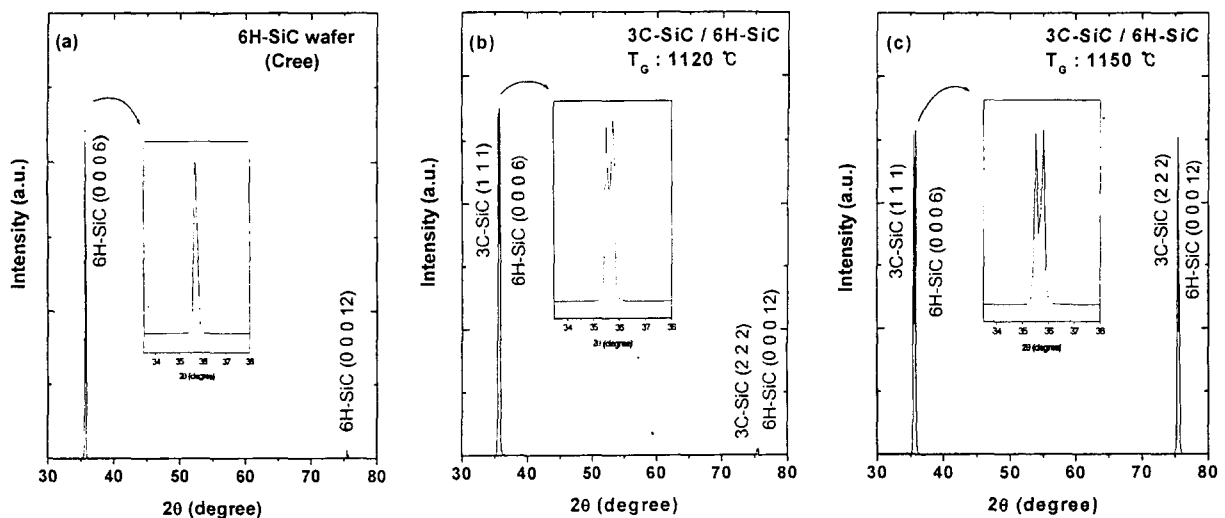 (a)
6H-SiC wafer
(Cree)
Intensity (a.u.)
6H-SiC (0 0 0 6)
6H-SiC (0 0 0 12)
34 35 36 37 38
2θ (degree)
30 40 50 60 70 80
2θ (degree)
(b)
3C-SiC / 6H-SiC
T_G : 1120 ℃
Intensity (a.u.)
3C-SiC (1 1 1)
6H-SiC (0 0 0 6)
3C-SiC (2 2 2)
6H-SiC (0 0 0 12)
34 35 36 37 38
2θ (degree)
30 40 50 60 70 80
2θ (degree)
(c)
3C-SiC / 6H-SiC
T_G : 1150 ℃
Intensity (a.u.)
3C-SiC (1 1 1)
6H-SiC (0 0 0 6)
3C-SiC (2 2 2)
6H-SiC (0 0 0 12)
34 35 36 37 38
2θ (degree)
30 40 50 60 70 80
2θ (degree)